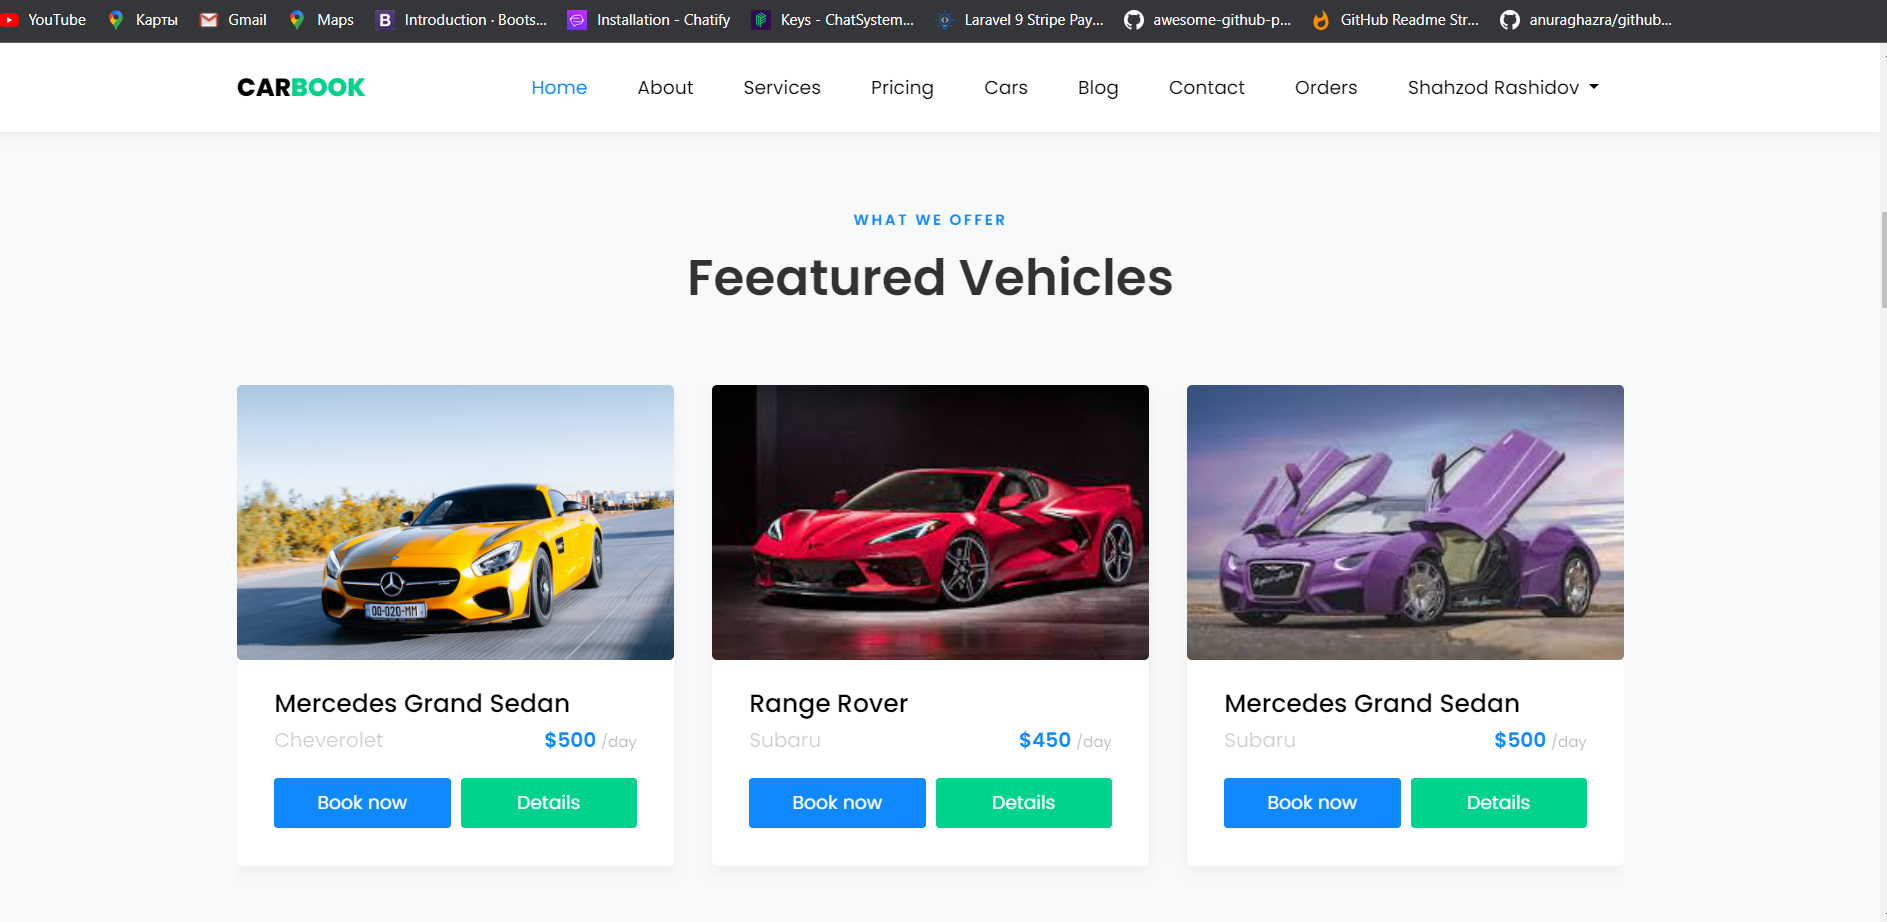 YouTube Карты Gmail Maps Introduction · Boots... Installation - Chatify Keys - ChatSystem... Laravel 9 Stripe Pay... awesome-github-p... GitHub Readme Str... anuraghazra/github...
CARBOOK Home About Services Pricing Cars Blog Contact Orders Shahzod Rashidov
WHAT WE OFFER
Feeatured Vehicles
00-020-MM
Mercedes Grand Sedan
Cheverolet $500 /day
Book now Details
Range Rover
Subaru $450 /day
Book now Details
Mercedes Grand Sedan
Subaru $500 /day
Book now Details